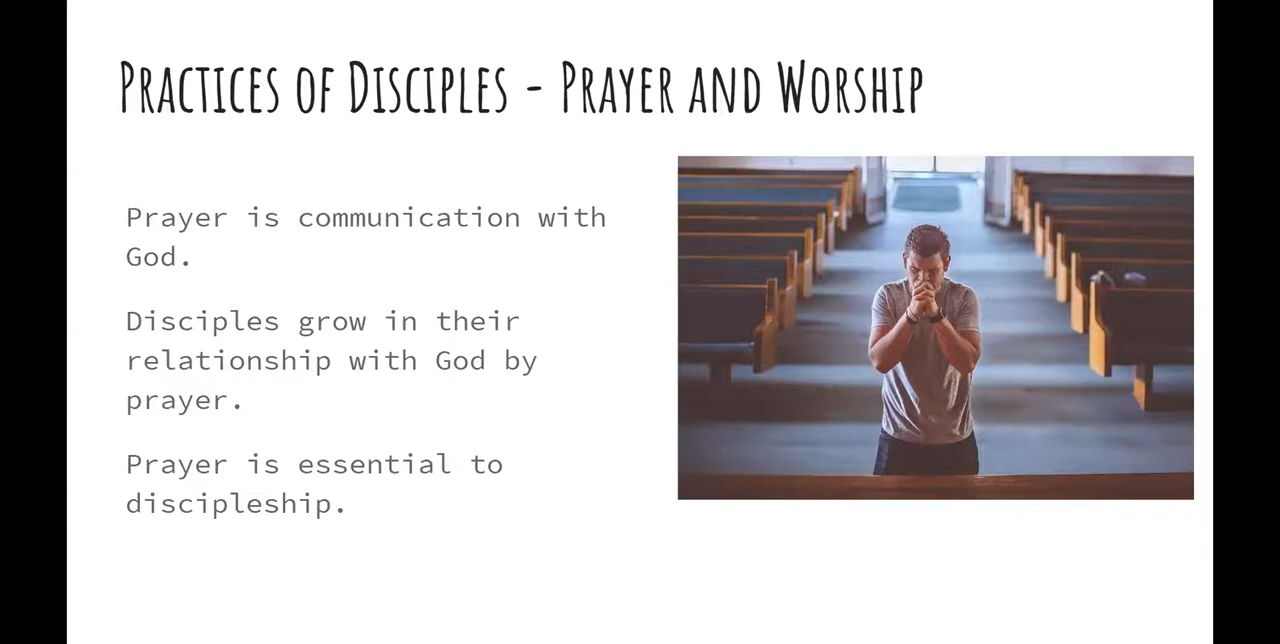 Practices of Disciples - Prayer and Worship
Prayer is communication with
God.
Disciples grow in their
relationship with God by
prayer.
Prayer is essential to
discipleship.